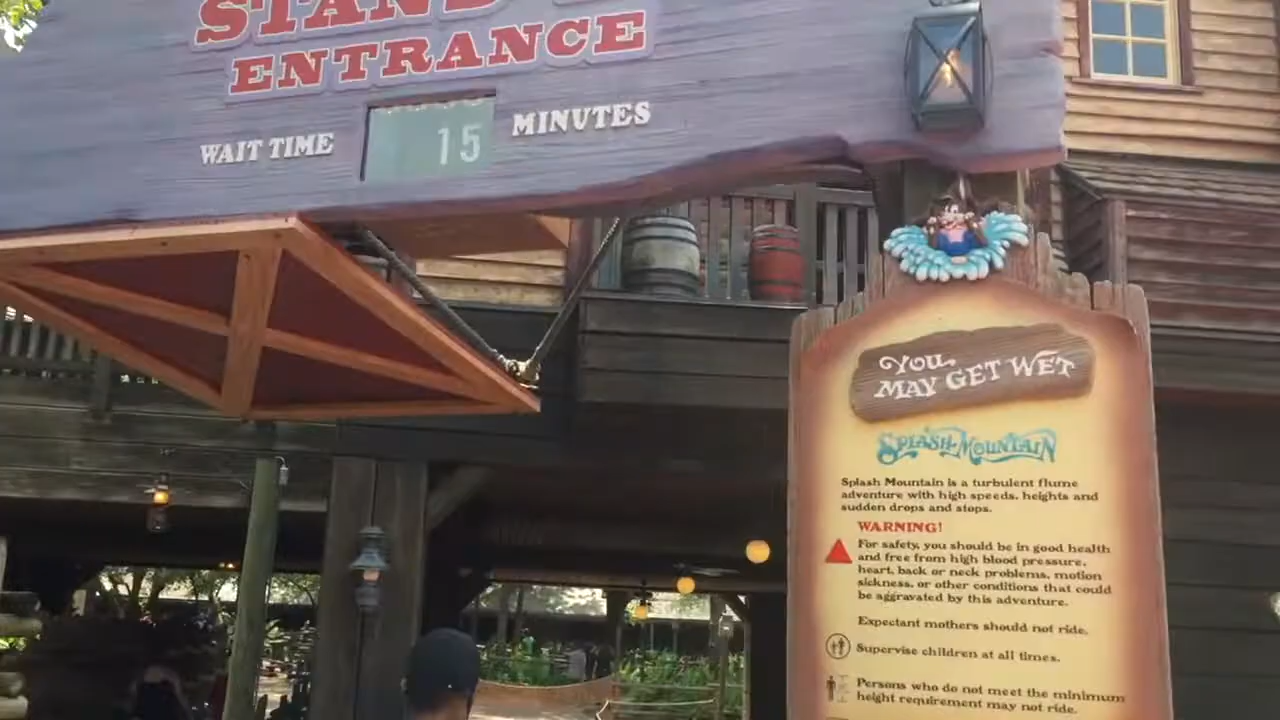 STAND
ENTRANCE
WAIT TIME 15 MINUTES
YOU
MAY GET WET
SPLASH MOUNTAIN
Splash Mountain is a turbulent flume
adventure with high speeds, heights and
sudden drops and stops.
WARNING!
For safety, you should be in good health
and free from high blood pressure,
heart, back or neck problems, motion
sickness, or other conditions that could
be aggravated by this adventure.
Expectant mothers should not ride.
Supervise children at all times.
Persons who do not meet the minimum
height requirement may not ride.